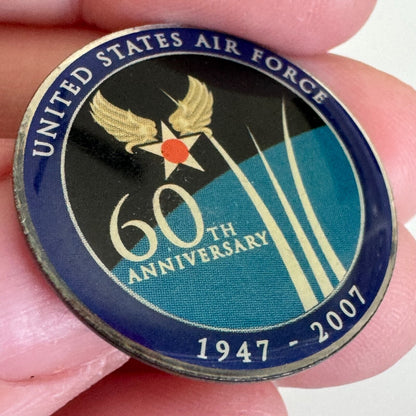 UNITED STATES AIR FORCE
60TH
ANNIVERSARY
1947 - 2007